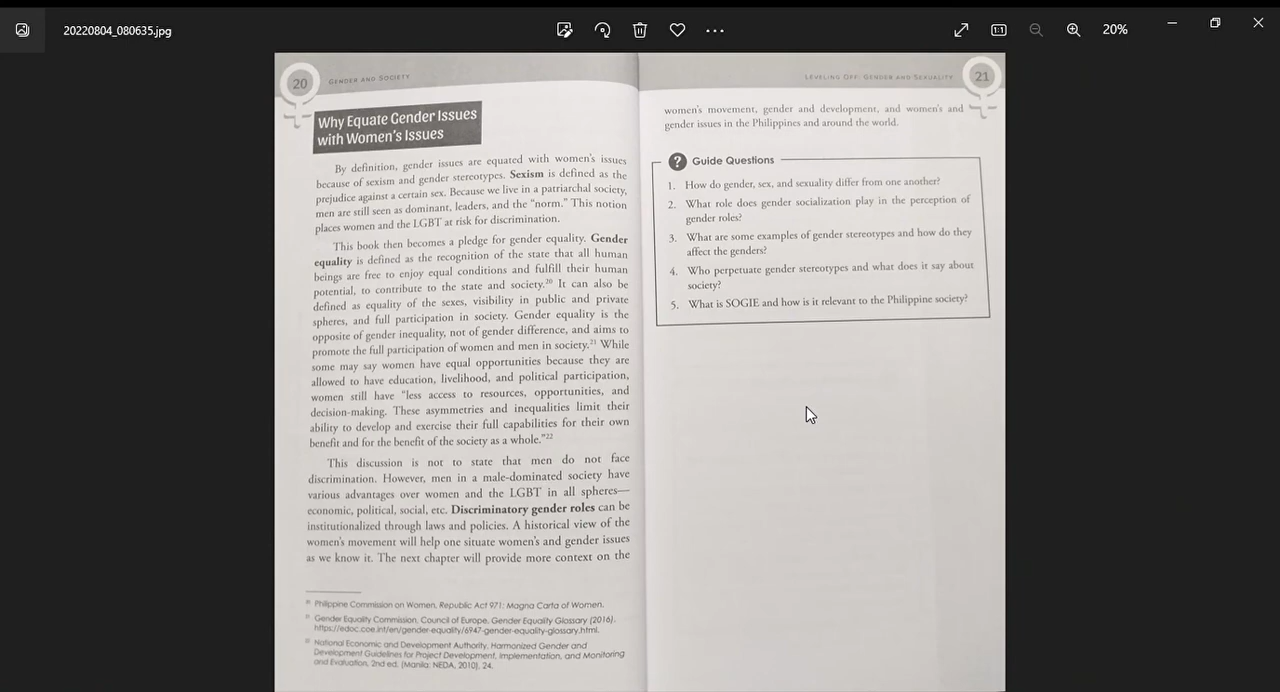 20220804_080635.jpg
20%
20 GENDER AND SOCIETY
Why Equate Gender Issues
with Women's Issues
By definition, gender issues are equated with women's issues
because of sexism and gender stereotypes. Sexism is defined as the
prejudice against a certain sex. Because we live in a patriarchal society,
men are still seen as dominant, leaders, and the "norm." This notion
places women and the LGBT at risk for discrimination.
This book then becomes a pledge for gender equality. Gender
equality is defined as the recognition of the state that all human
beings are free to enjoy equal conditions and fulfill their human
potential, to contribute to the state and society.20 It can also be
defined as equality of the sexes, visibility in public and private
spheres, and full participation in society. Gender equality is the
opposite of gender inequality, not of gender difference, and aims to
promote the full participation of women and men in society.21 While
some may say women have equal opportunities because they are
allowed to have education, livelihood, and political participation,
women still have "less access to resources, opportunities, and
decision-making. These asymmetries and inequalities limit their
ability to develop and exercise their full capabilities for their own
benefit and for the benefit of the society as a whole."22
This discussion is not to state that men do not face
discrimination. However, men in a male-dominated society have
various advantages over women and the LGBT in all spheres—
economic, political, social, etc. Discriminatory gender roles can be
institutionalized through laws and policies. A historical view of the
women's movement will help one situate women's and gender issues
as we know it. The next chapter will provide more context on the
20 Philippine Commission on Women, Republic Act 971: Magna Carta of Women.
21 Gender Equality Commission, Council of Europe, Gender Equality Glossary (2016).
https://edoc.coe.int/en/gender-equality/6947-gender-equality-glossary.html.
22 National Economic and Development Authority, Harmonized Gender and
Development Guidelines for Project Development, Implementation, and Monitoring
and Evaluation, 2nd ed. (Manila: NEDA, 2010), 24.
LEVELING OFF: GENDER AND SEXUALITY 21
women's movement, gender and development, and women's and
gender issues in the Philippines and around the world.
? Guide Questions
1. How do gender, sex, and sexuality differ from one another?
2. What role does gender socialization play in the perception of
gender roles?
3. What are some examples of gender stereotypes and how do they
affect the genders?
4. Who perpetuate gender stereotypes and what does it say about
society?
5. What is SOGIE and how is it relevant to the Philippine society?